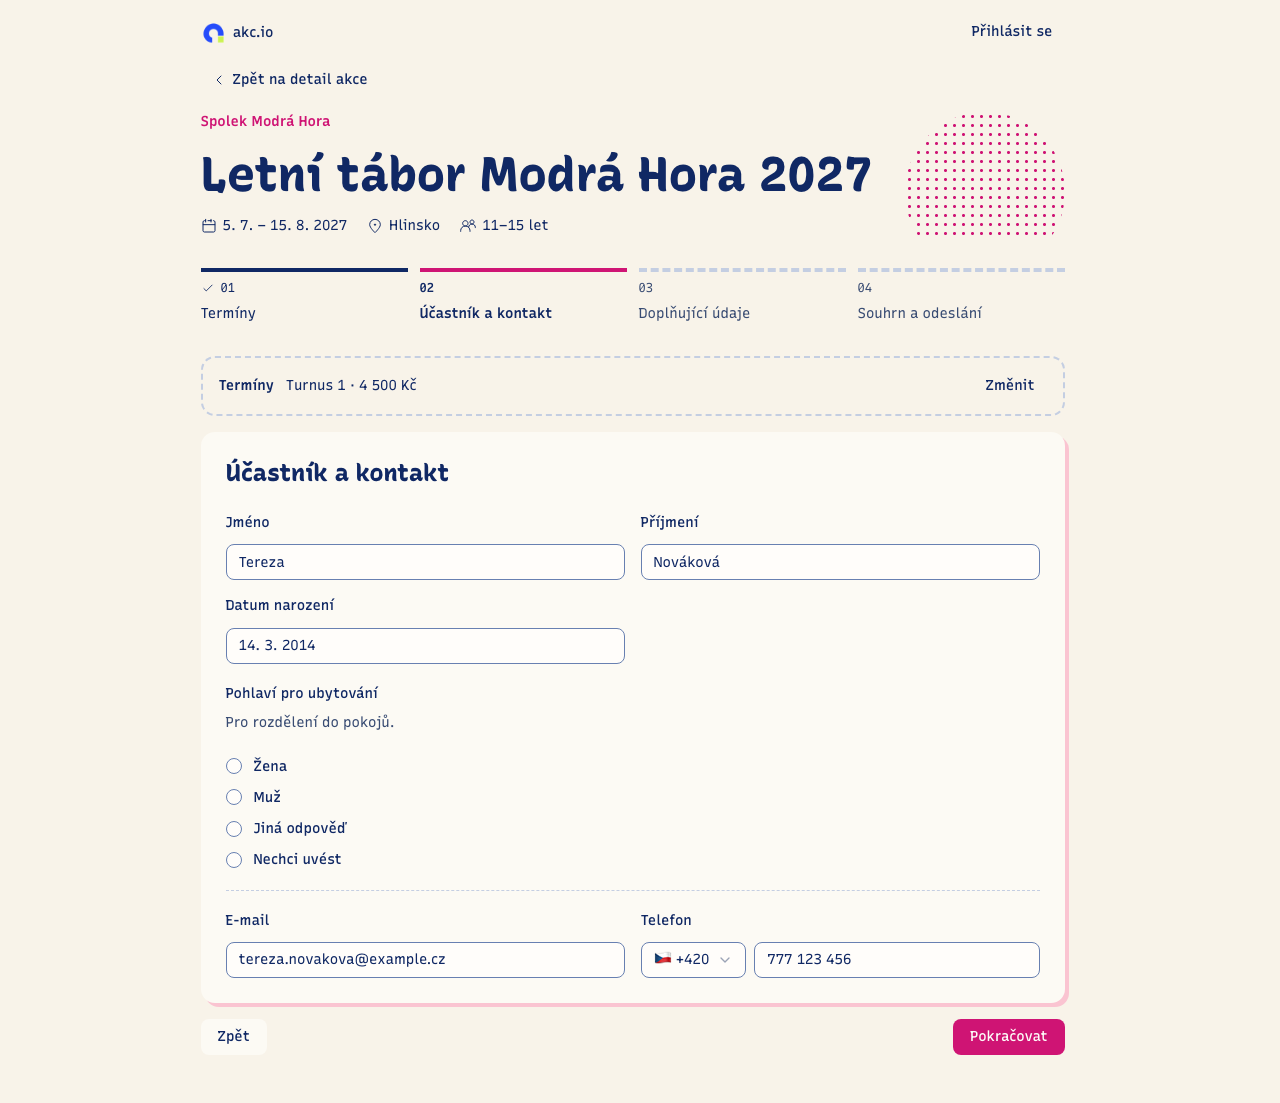 akc.io
Přihlásit se
Zpět na detail akce
Spolek Modrá Hora
Letní tábor Modrá Hora 2027
5. 7. – 15. 8. 2027 Hlinsko 11–15 let
01
Termíny
02
Účastník a kontakt
03
Doplňující údaje
04
Souhrn a odeslání
Termíny Turnus 1 · 4 500 Kč
Změnit
Účastník a kontakt
Jméno
Příjmení
Tereza
Nováková
Datum narození
14. 3. 2014
Pohlaví pro ubytování
Pro rozdělení do pokojů.
Žena
Muž
Jiná odpověď
Nechci uvést
E-mail
Telefon
tereza.novakova@example.cz
+420
777 123 456
Zpět
Pokračovat